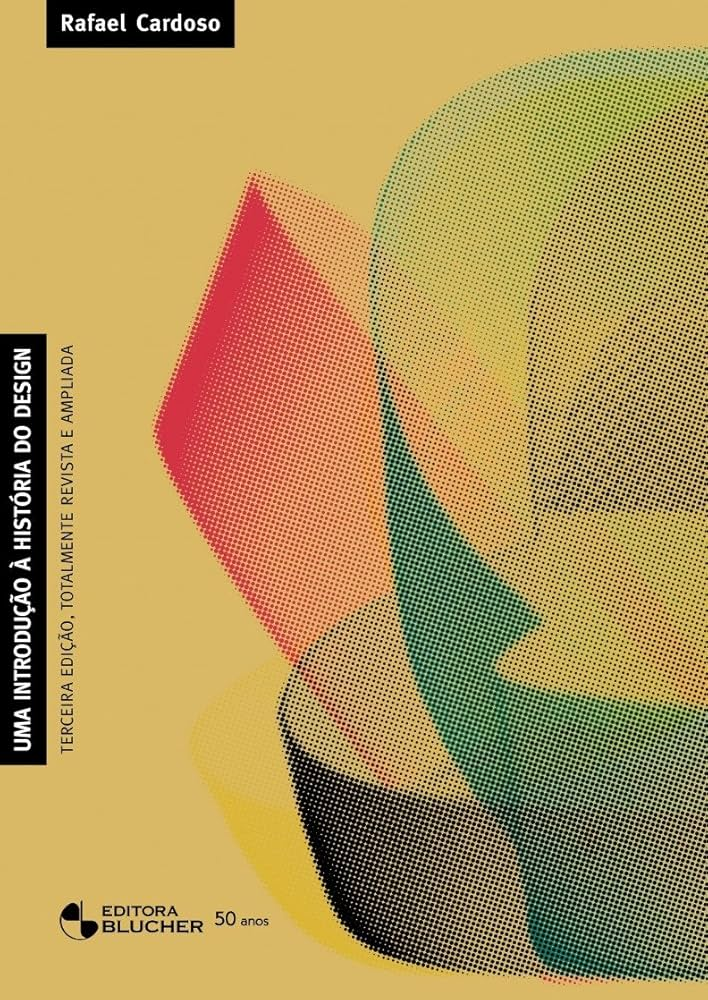 Rafael Cardoso
UMA INTRODUÇÃO À HISTÓRIA DO DESIGN
TERCEIRA EDIÇÃO, TOTALMENTE REVISTA E AMPLIADA
EDITORA
BLUCHER
50 anos